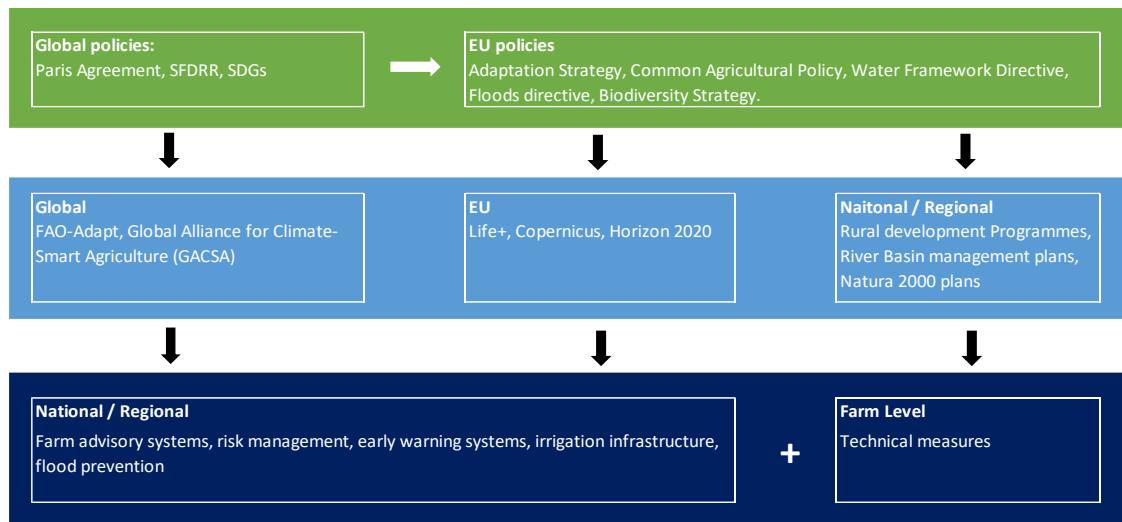 Global policies:
Paris Agreement, SFDRR, SDGs
EU policies
Adaptation Strategy, Common Agricultural Policy, Water Framework Directive,
Floods directive, Biodiversity Strategy.
Global
FAO-Adapt, Global Alliance for Climate-
Smart Agriculture (GACSA)
EU
Life+, Copernicus, Horizon 2020
Naitonal / Regional
Rural development Programmes,
River Basin management plans,
Natura 2000 plans
National / Regional
Farm advisory systems, risk management, early warning systems, irrigation infrastructure,
flood prevention
+
Farm Level
Technical measures